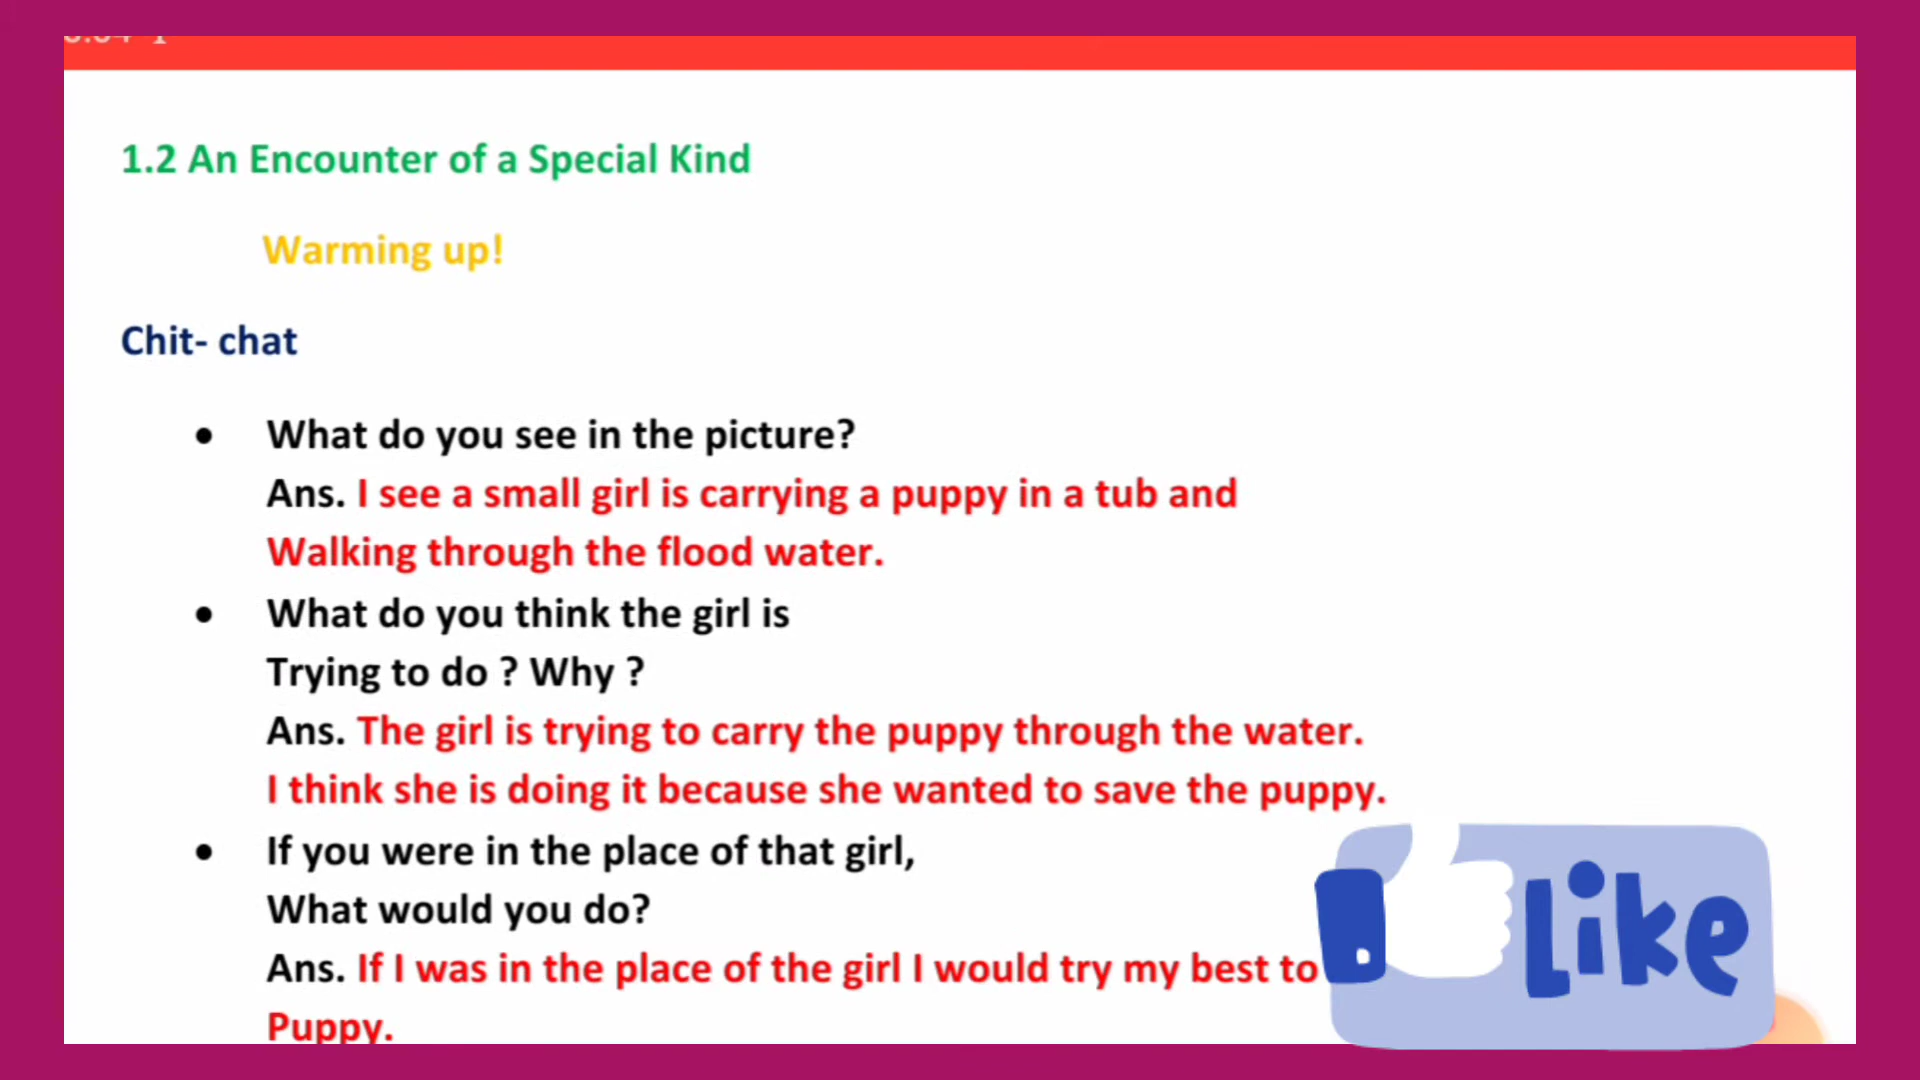 1.2 An Encounter of a Special Kind
Warming up!
Chit- chat
• What do you see in the picture?
Ans. I see a small girl is carrying a puppy in a tub and
Walking through the flood water.
• What do you think the girl is
Trying to do ? Why ?
Ans. The girl is trying to carry the puppy through the water.
I think she is doing it because she wanted to save the puppy.
• If you were in the place of that girl,
What would you do?
Ans. If I was in the place of the girl I would try my best to
Puppy.
Like